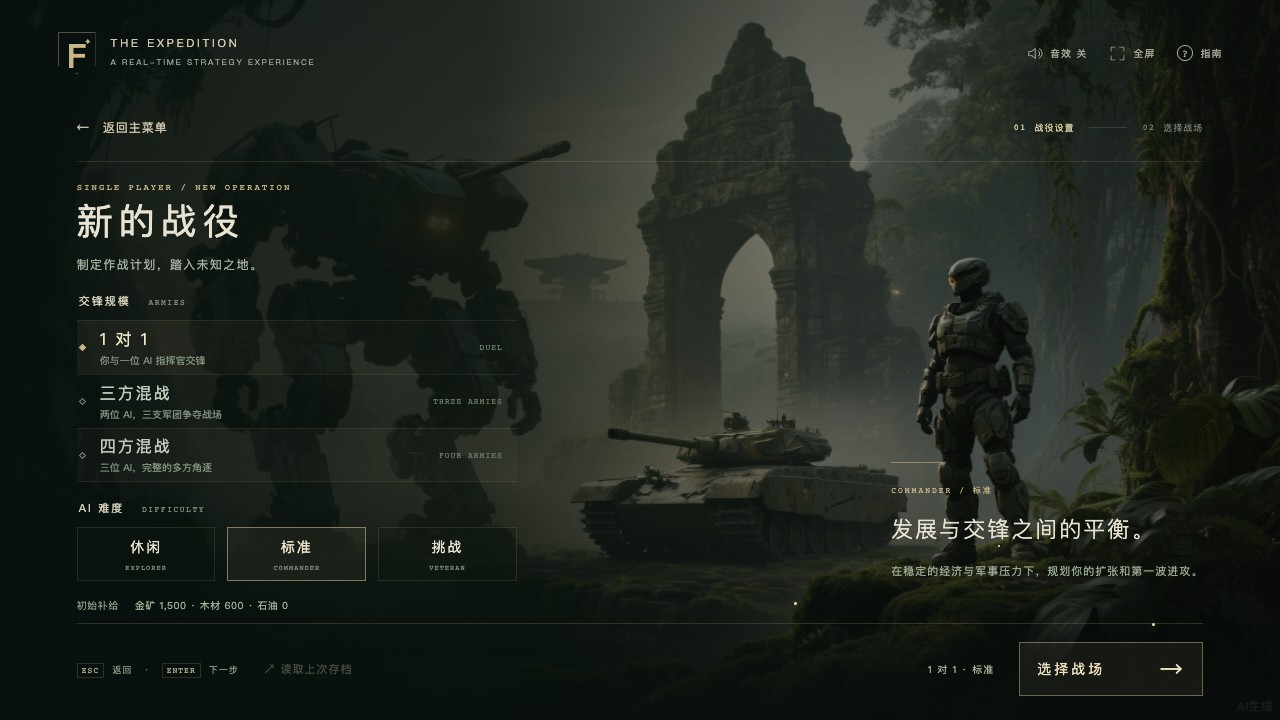 F
THE EXPEDITION
A REAL-TIME STRATEGY EXPERIENCE
音效 关
全屏
? 指南
← 返回主菜单
01 战役设置
02 选择战场
SINGLE PLAYER / NEW OPERATION
新的战役
制定作战计划，踏入未知之地。
交锋规模 ARMIES
1 对 1
你与一位 AI 指挥官交锋
DUEL
三方混战
两位 AI，三支军团争夺战场
THREE ARMIES
四方混战
三位 AI，完整的多方角逐
FOUR ARMIES
AI 难度 DIFFICULTY
休闲
EXPLORER
标准
COMMANDER
挑战
VETERAN
初始补给 金矿 1,500 · 木材 600 · 石油 0
COMMANDER / 标准
发展与交锋之间的平衡。
在稳定的经济与军事压力下，规划你的扩张和第一波进攻。
ESC 返回 · ENTER 下一步 ↗ 读取上次存档
1 对 1 · 标准
选择战场 →
AI生成